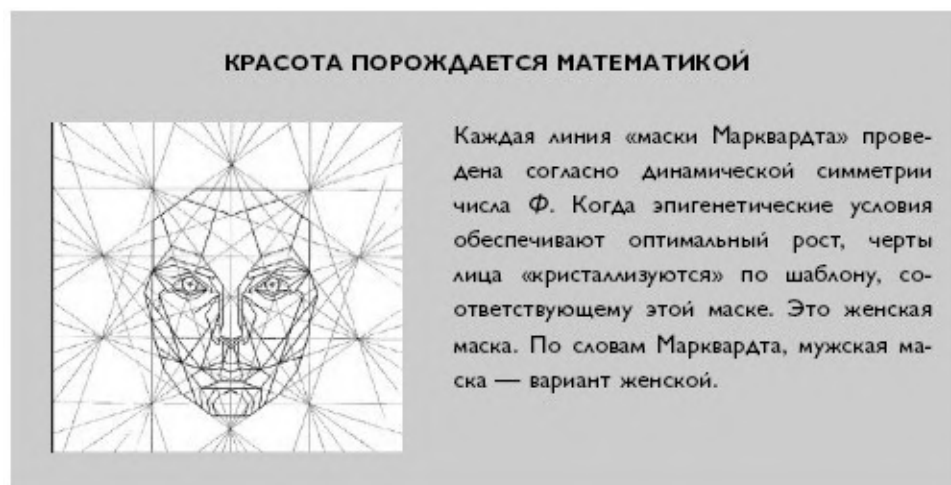 КРАСОТА ПОРОЖДАЕТСЯ МАТЕМАТИКОЙ
Каждая линия «маски Марквардта» прове-
дена согласно динамической симметрии
числа Ф. Когда эпигенетические условия
обеспечивают оптимальный рост, черты
лица «кристаллизуются» по шаблону, со-
ответствующему этой маске. Это женская
маска. По словам Марквардта, мужская ма-
ска — вариант женской.